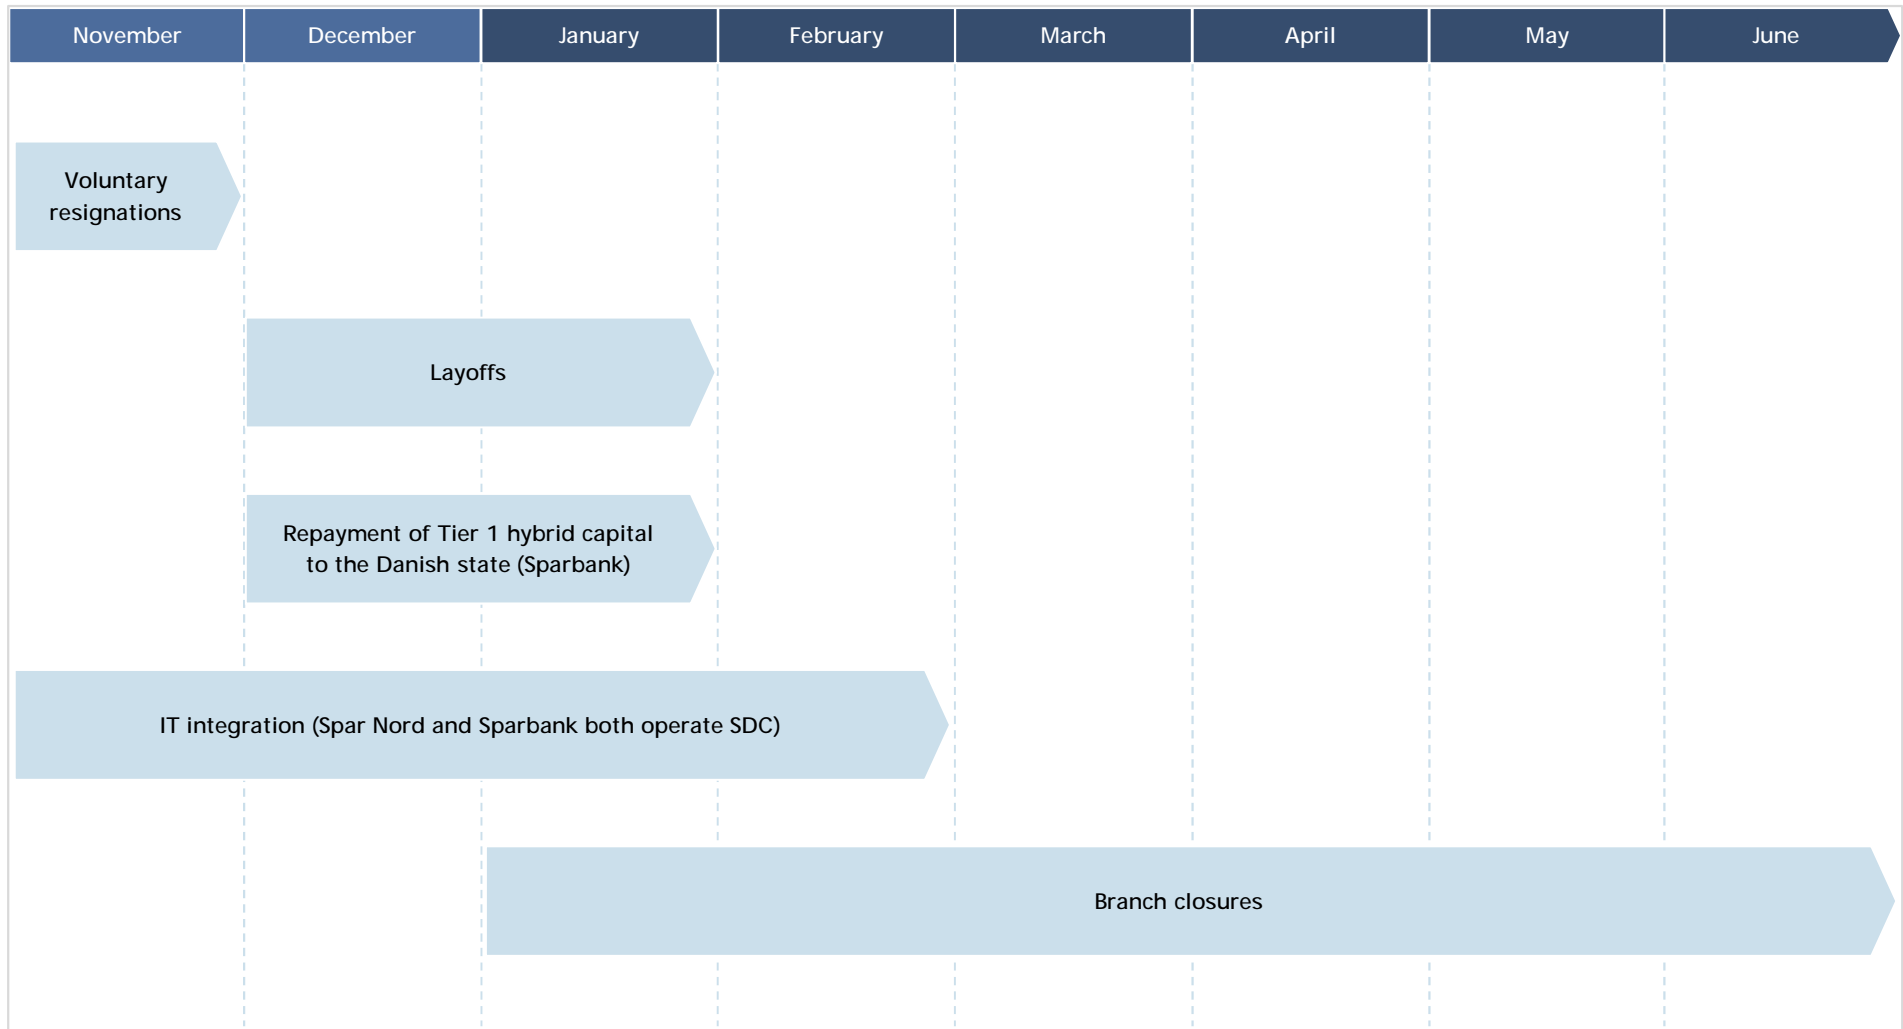 November
December
January
February
March
April
May
June
Voluntary
resignations
Layoffs
Repayment of Tier 1 hybrid capital
to the Danish state (Sparbank)
IT integration (Spar Nord and Sparbank both operate SDC)
Branch closures